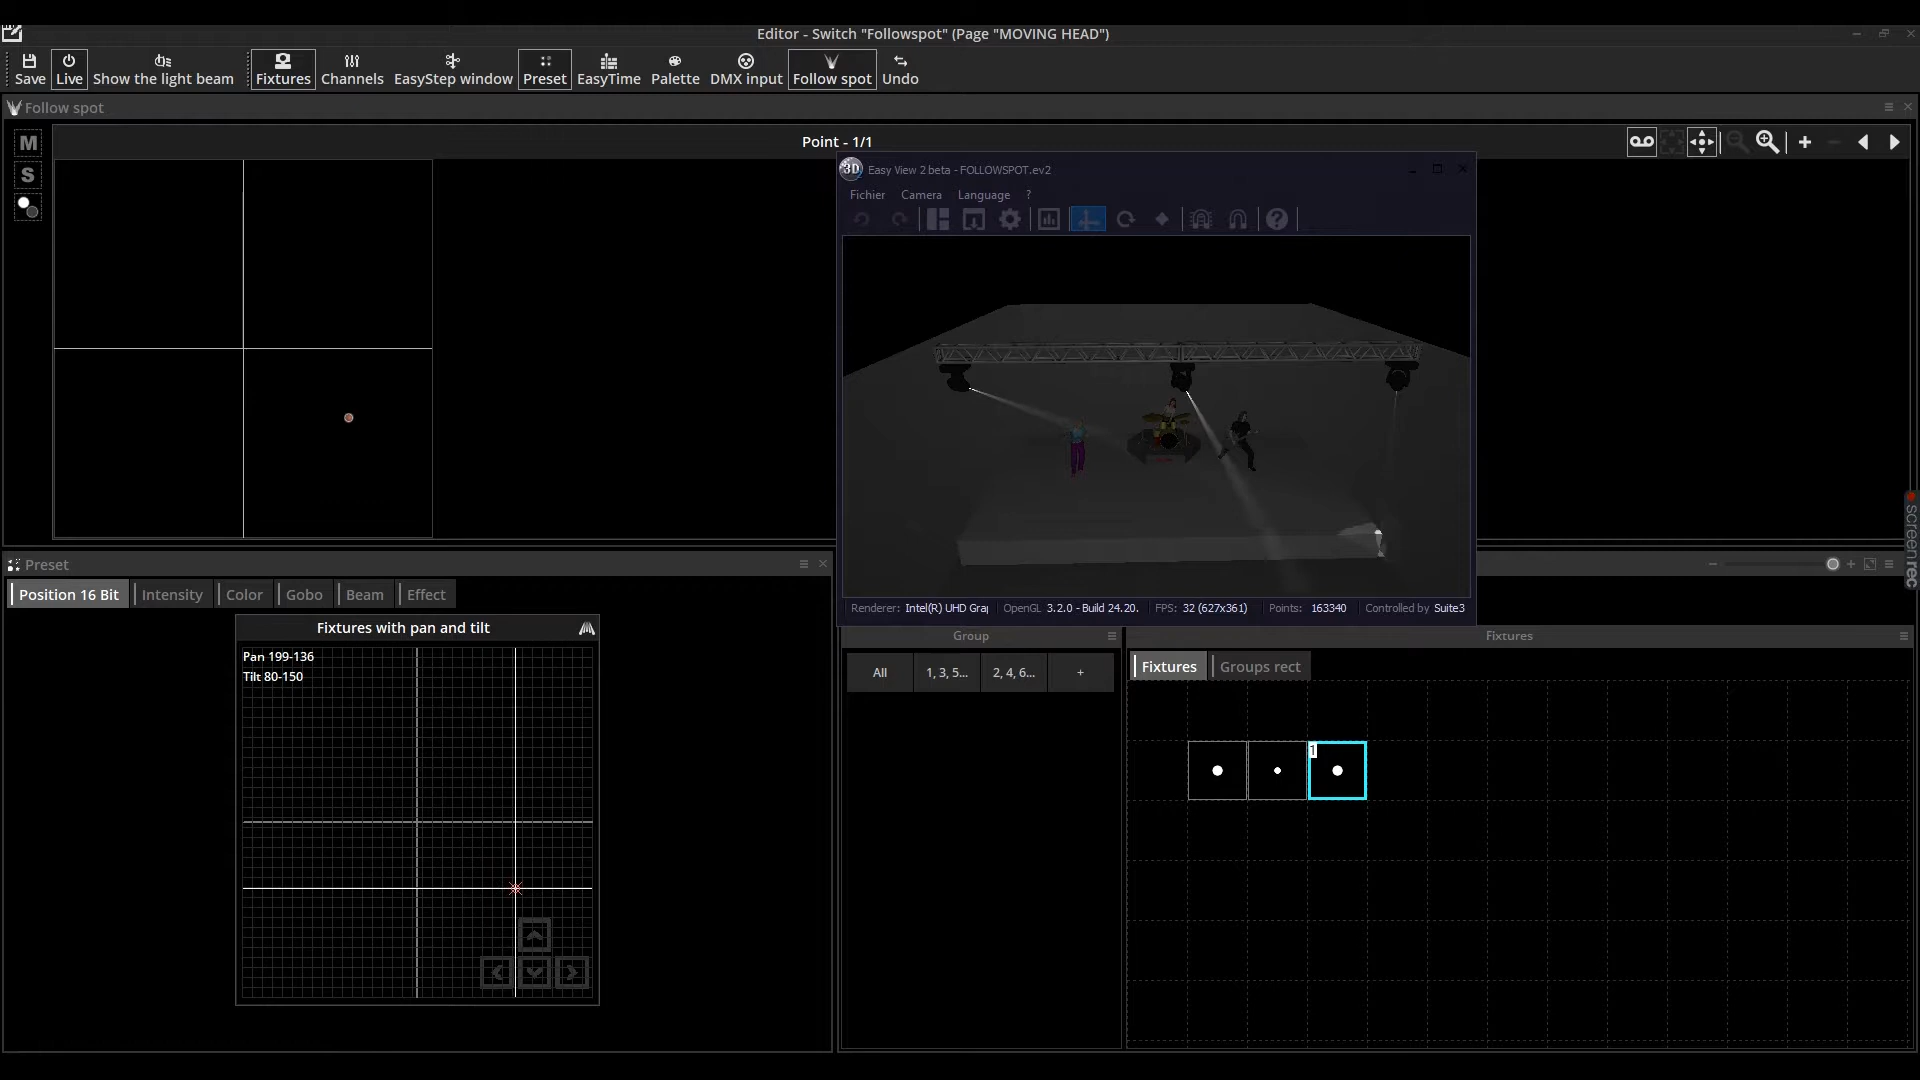 Editor - Switch "Followspot" (Page "MOVING HEAD")
Save Live Show the light beam Fixtures Channels EasyStep window Preset EasyTime Palette DMX input Follow spot Undo
Follow spot
M
S
Point - 1/1
3D Easy View 2 beta - FOLLOWSPOT.ev2
Fichier Camera Language ?
Renderer: Intel(R) UHD Gra OpenGL 3.2.0 - Build 24.20. FPS: 32 (627x361) Points: 163340 Controlled by Suite3
screenrec
Preset
Position 16 Bit Intensity Color Gobo Beam Effect
Fixtures with pan and tilt
Pan 199-136
Tilt 80-150
Group
All 1, 3, 5... 2, 4, 6... +
Fixtures
Fixtures Groups rect
1